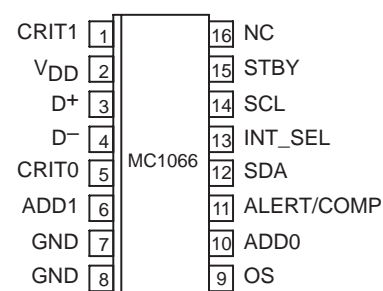 CRIT1 1 16 NC
VDD 2 15 STBY
D+ 3 14 SCL
D− 4 13 INT_SEL
MC1066
CRIT0 5 12 SDA
ADD1 6 11 ALERT/COMP
GND 7 10 ADD0
GND 8 9 OS